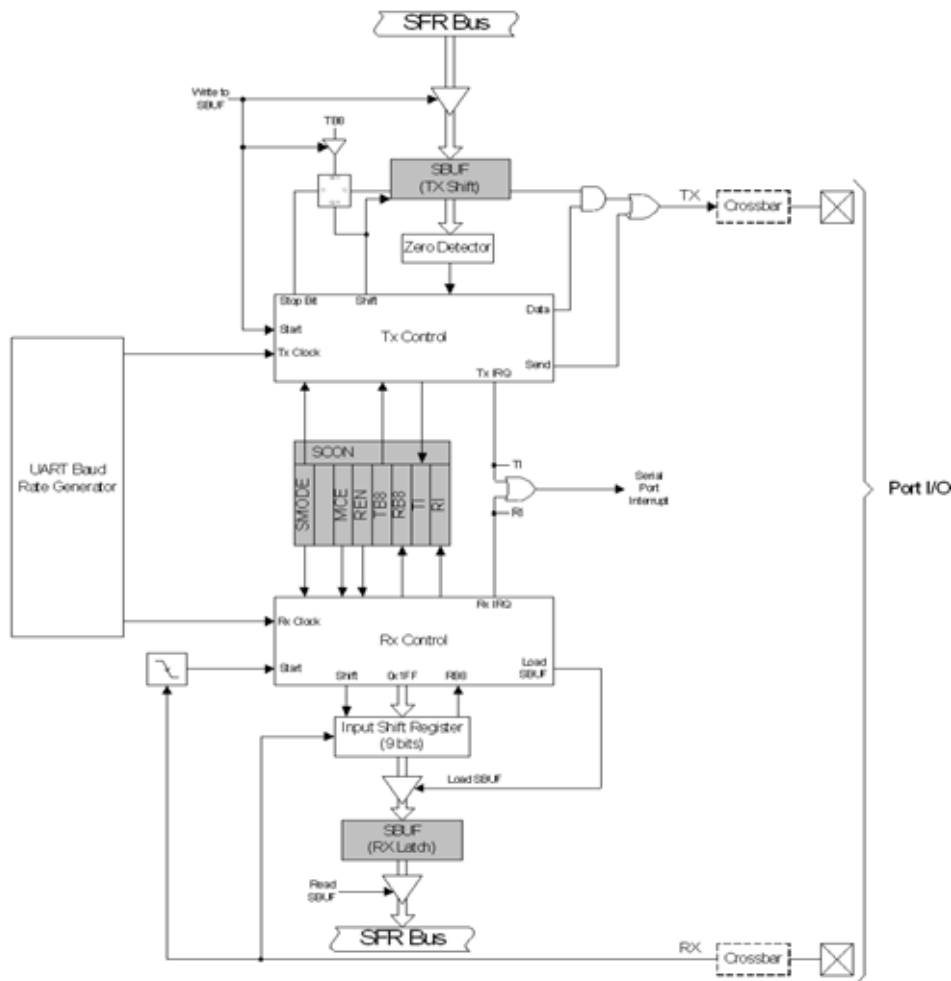 SFR Bus
Write to
SBUF
TB8
SBUF
(TX Shift)
TX
Crossbar
Zero Detector
Stop Bit
Shift
Data
Start
Tx Control
Tx Clock
Send
Tx IRQ
UART Baud
Rate Generator
SCON
SMODE
MCE
REN
TB8
RB8
TI
RI
TI
Serial
Port
Interrupt
RI
Port I/O
Rx IRQ
Rx Clock
Rx Control
Start
Load
SBUF
Shift
0x1FF
RB8
Input Shift Register
(9 bits)
Load SBUF
SBUF
(RX Latch)
Read
SBUF
SFR Bus
RX
Crossbar